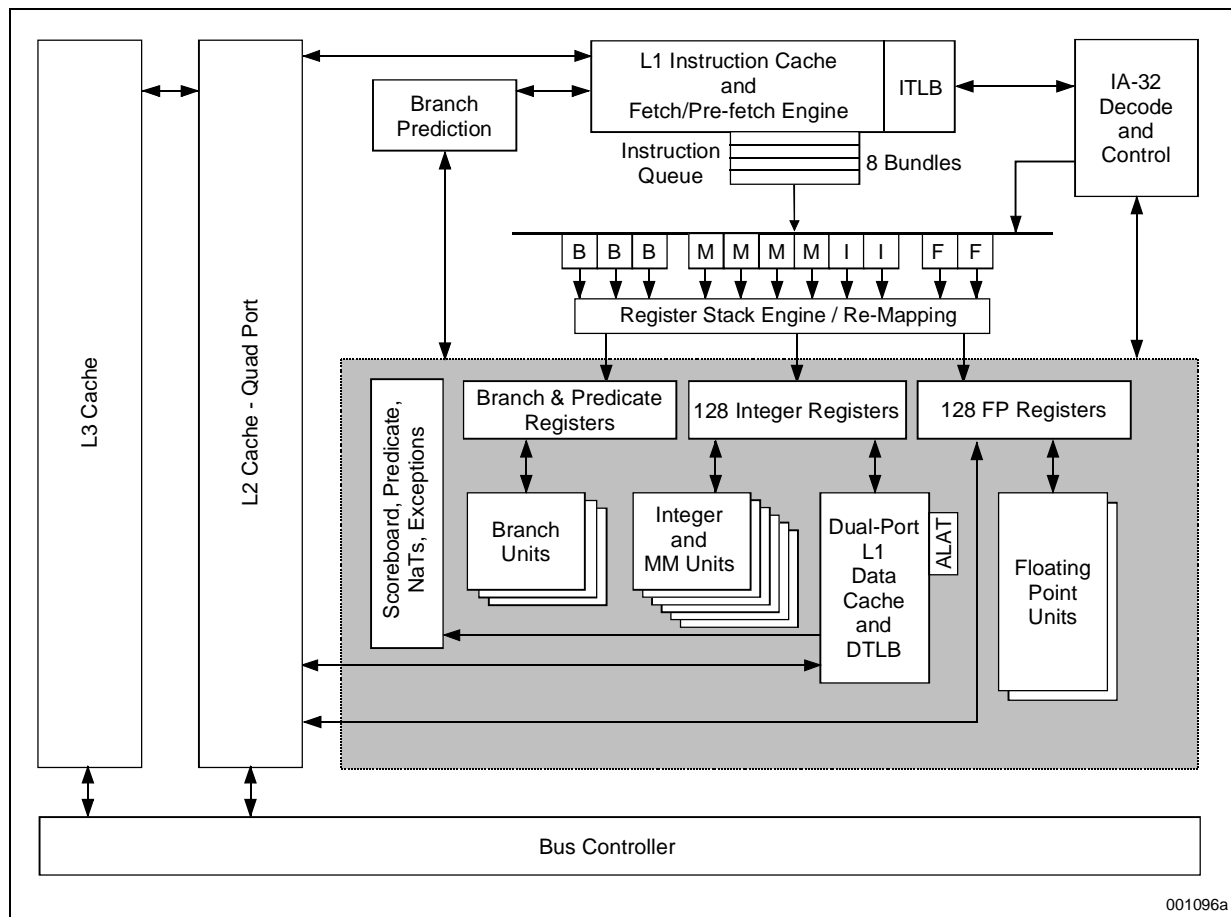 L1 Instruction Cache
and
Fetch/Pre-fetch Engine
ITLB
IA-32
Decode
and
Control
Branch
Prediction
Instruction
Queue
8 Bundles
B B B M M M M I I F F
Register Stack Engine / Re-Mapping
L3 Cache
L2 Cache - Quad Port
Scoreboard, Predicate,
NaTs, Exceptions
Branch & Predicate
Registers
128 Integer Registers
128 FP Registers
Branch
Units
Integer
and
MM Units
Dual-Port
L1
Data
Cache
and
DTLB
ALAT
Floating
Point
Units
Bus Controller
001096a